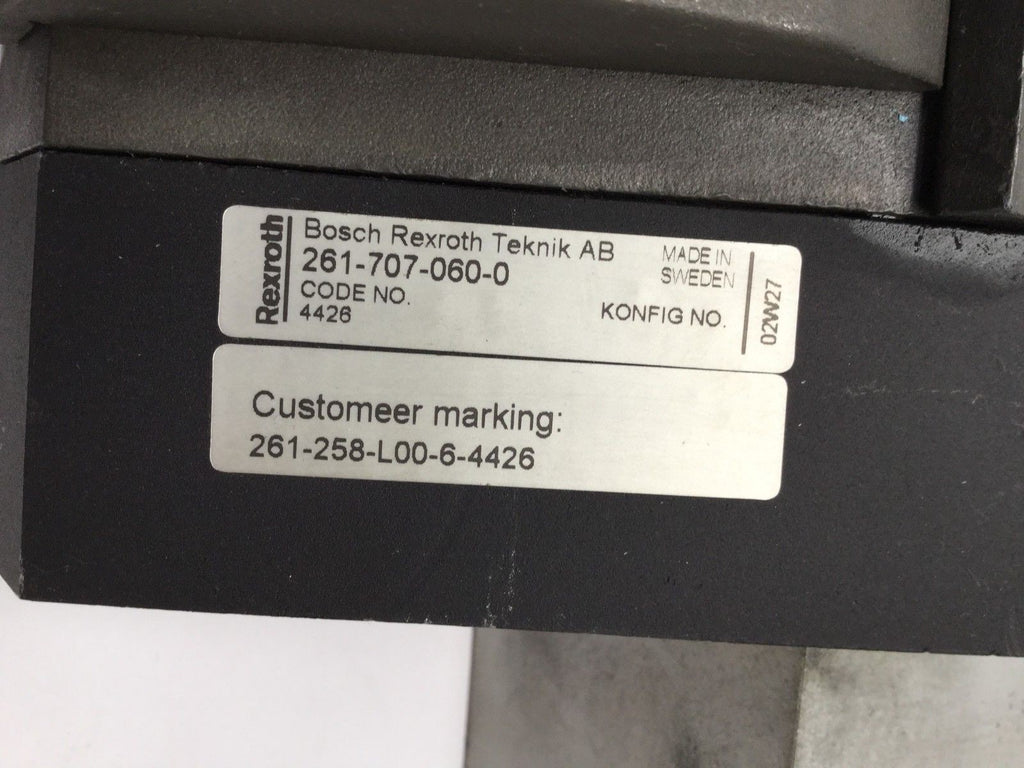 Rexroth
Bosch Rexroth Teknik AB
261-707-060-0
CODE NO.
4426
MADE IN
SWEDEN
KONFIG NO.
02W27
Customeer marking:
261-258-L00-6-4426